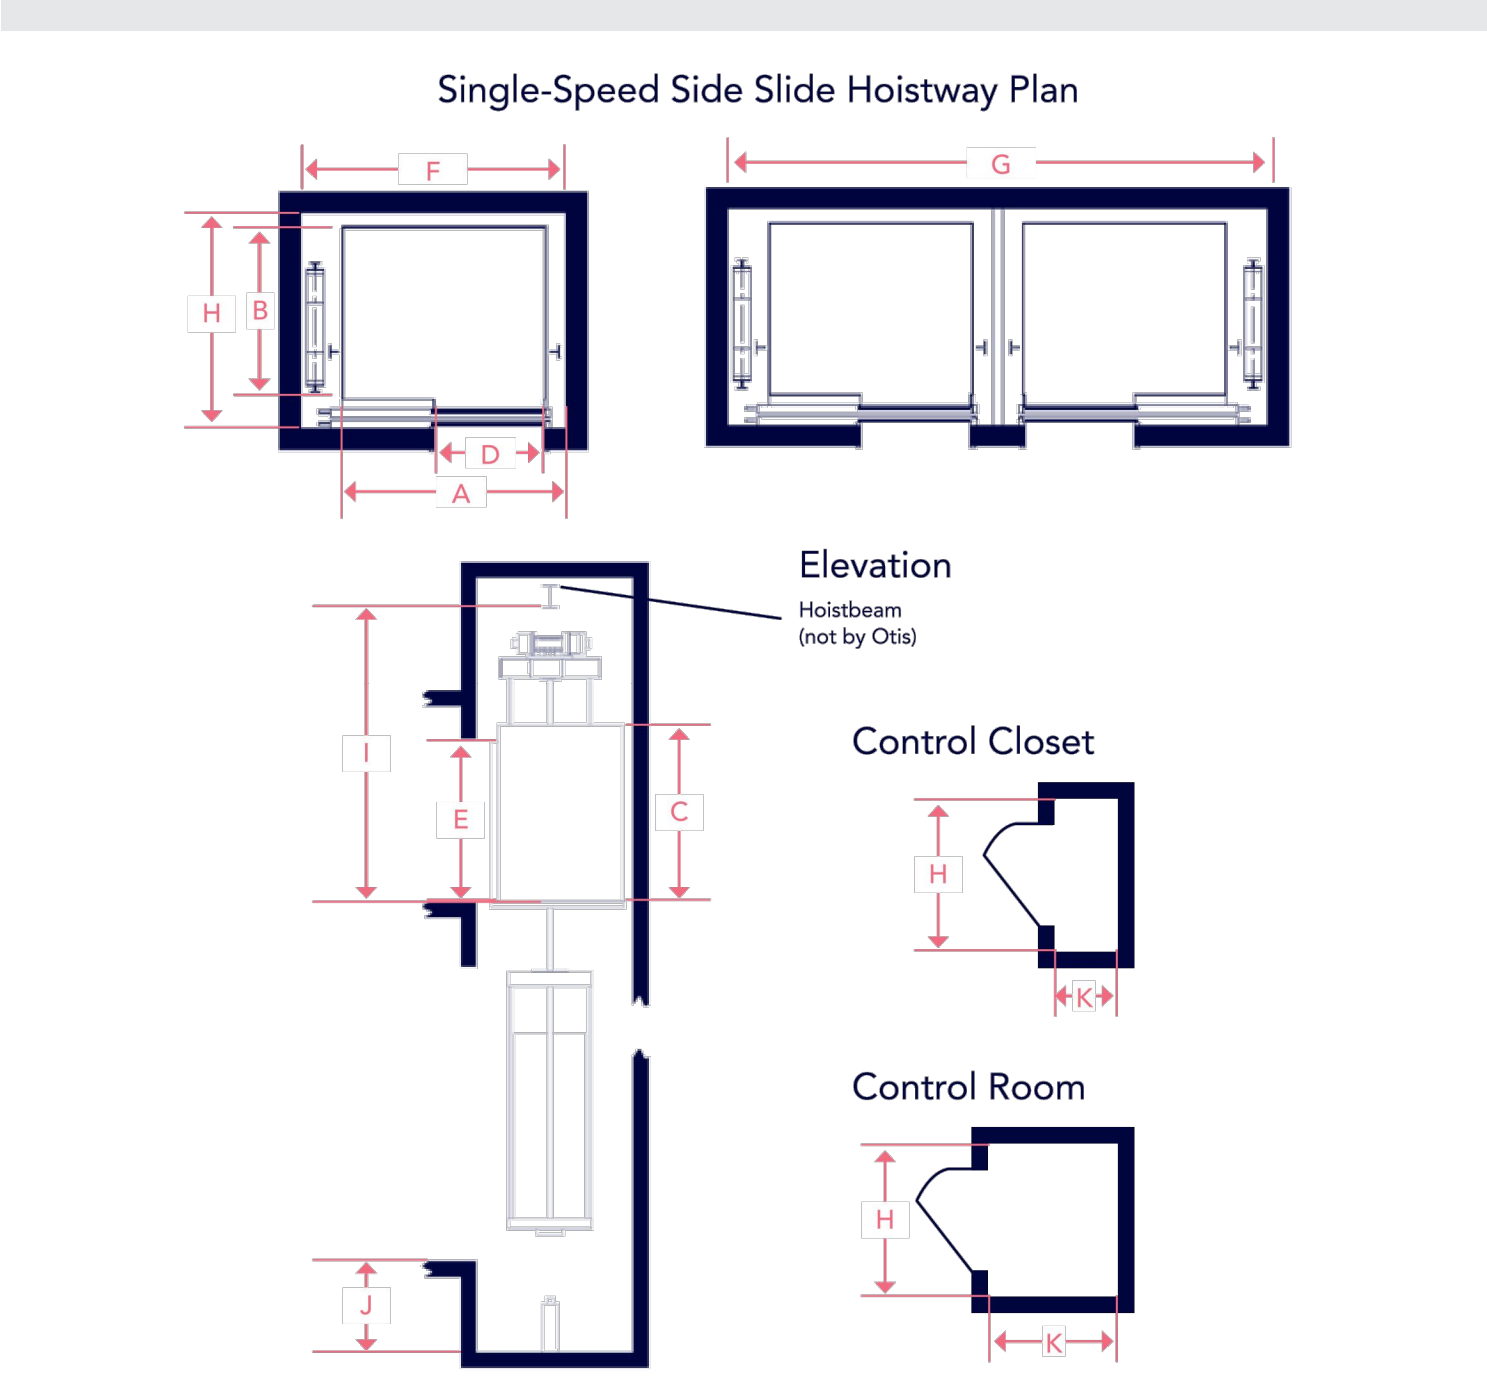 Single-Speed Side Slide Hoistway Plan
F
G
H
B
D
A
Elevation
Hoistbeam
(not by Otis)
I
E
C
Control Closet
H
K
Control Room
H
K
J